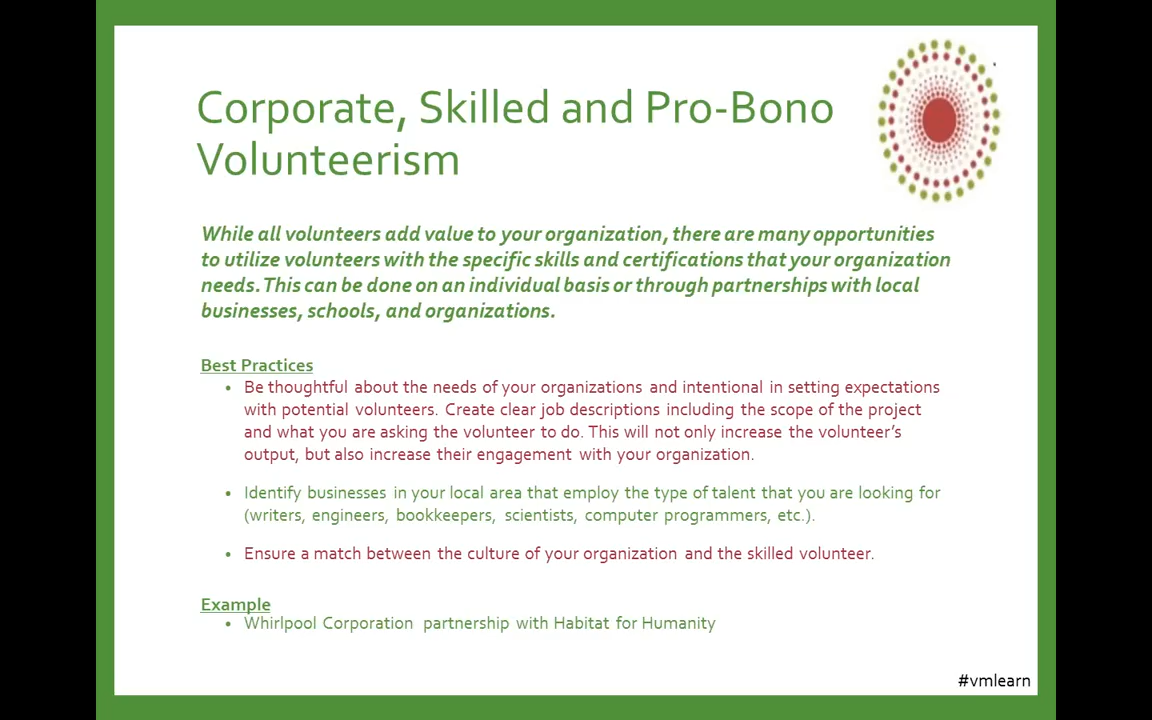 Corporate, Skilled and Pro-Bono
Volunteerism
While all volunteers add value to your organization, there are many opportunities
to utilize volunteers with the specific skills and certifications that your organization
needs. This can be done on an individual basis or through partnerships with local
businesses, schools, and organizations.
Best Practices
• Be thoughtful about the needs of your organizations and intentional in setting expectations
with potential volunteers. Create clear job descriptions including the scope of the project
and what you are asking the volunteer to do. This will not only increase the volunteer's
output, but also increase their engagement with your organization.
• Identify businesses in your local area that employ the type of talent that you are looking for
(writers, engineers, bookkeepers, scientists, computer programmers, etc.).
• Ensure a match between the culture of your organization and the skilled volunteer.
Example
• Whirlpool Corporation partnership with Habitat for Humanity
#vmlearn